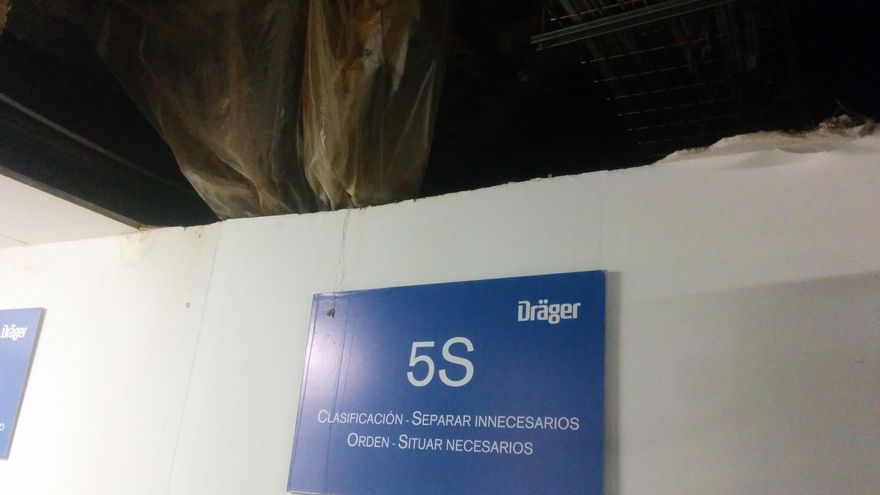 Dräger
O
Dräger
5S
CLASIFICACIÓN - SEPARAR INNECESARIOS
ORDEN - SITUAR NECESARIOS